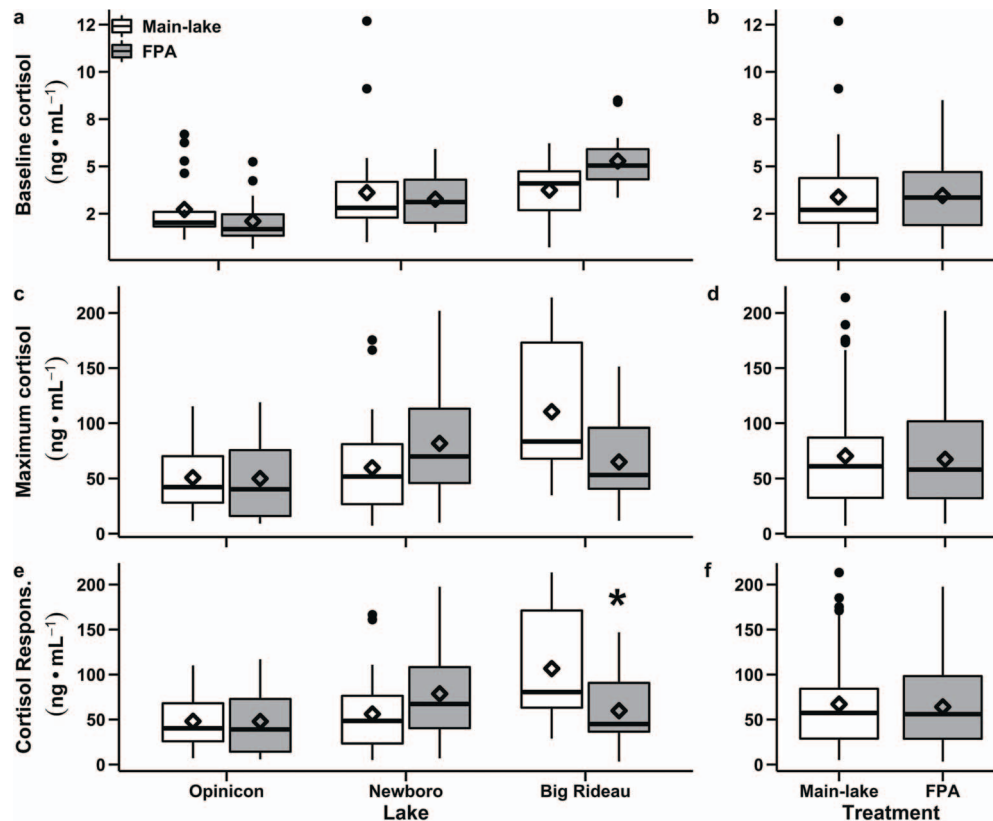 a
Main-lake
FPA
b
Baseline cortisol
(ng • mL⁻¹)
12
10
8
5
2
12
10
8
5
2
c
d
Maximum cortisol
(ng • mL⁻¹)
200
150
100
50
0
200
150
100
50
0
e
f
Cortisol Respons.
(ng • mL⁻¹)
200
150
100
50
0
*
200
150
100
50
0
Opinicon Newboro Big Rideau
Lake
Main-lake FPA
Treatment